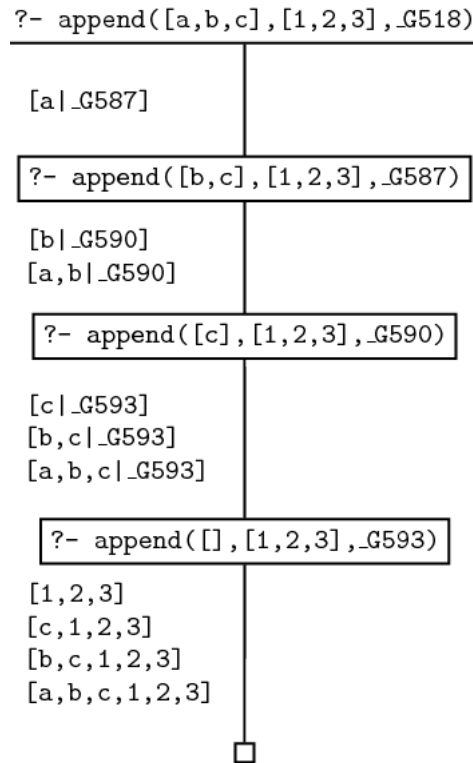 ?- append([a,b,c],[1,2,3],_G518)
[a|_G587]
?- append([b,c],[1,2,3],_G587)
[b|_G590]
[a,b|_G590]
?- append([c],[1,2,3],_G590)
[c|_G593]
[b,c|_G593]
[a,b,c|_G593]
?- append([],[1,2,3],_G593)
[1,2,3]
[c,1,2,3]
[b,c,1,2,3]
[a,b,c,1,2,3]